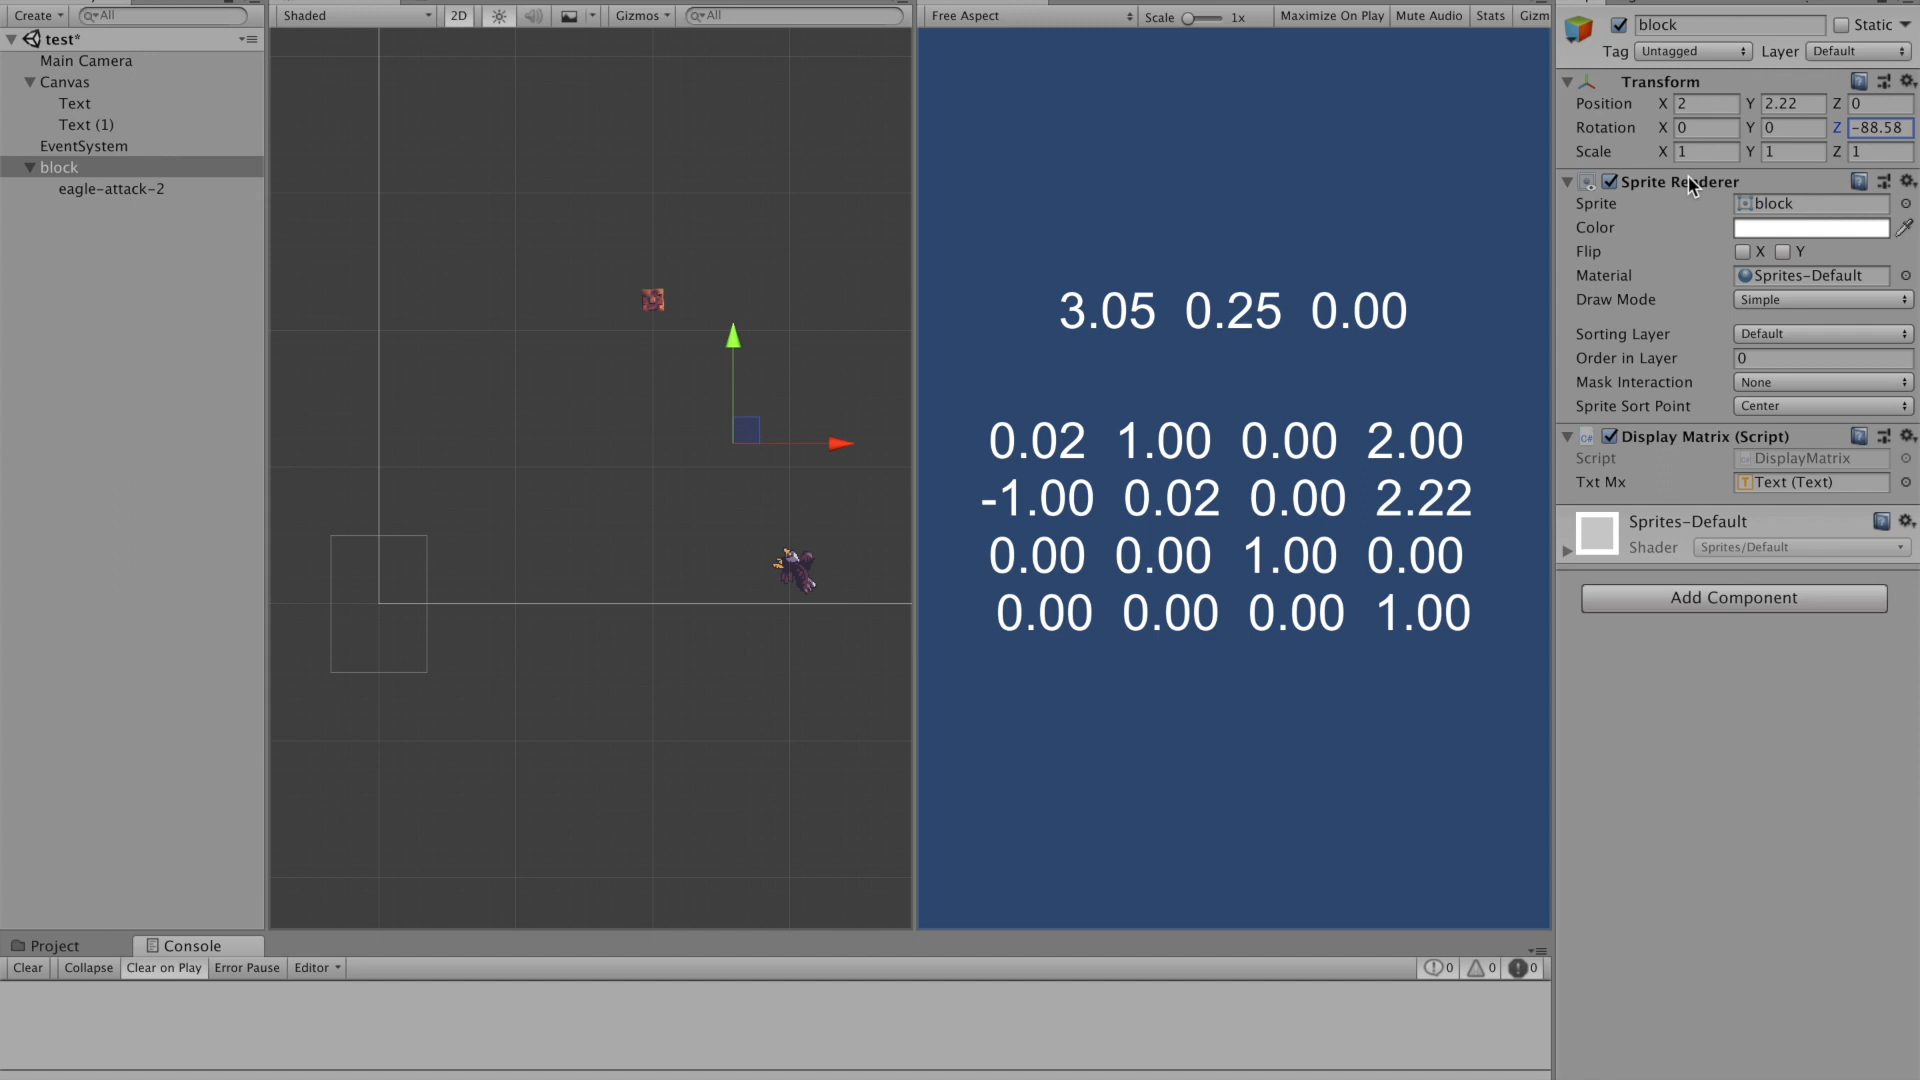 Create
All
test*
Main Camera
Canvas
Text
Text (1)
EventSystem
block
eagle-attack-2
Shaded
2D
Gizmos
All
Free Aspect
Scale
1x
Maximize On Play
Mute Audio
Stats
Gizm
3.05 0.25 0.00
0.02 1.00 0.00 2.00
-1.00 0.02 0.00 2.22
0.00 0.00 1.00 0.00
0.00 0.00 0.00 1.00
block
Static
Tag Untagged Layer Default
Transform
Position X 2 Y 2.22 Z 0
Rotation X 0 Y 0 Z -88.58
Scale X 1 Y 1 Z 1
Sprite Renderer
Sprite block
Color
Flip X Y
Material Sprites-Default
Draw Mode Simple
Sorting Layer Default
Order in Layer 0
Mask Interaction None
Sprite Sort Point Center
C# Display Matrix (Script)
Script DisplayMatrix
Txt Mx Text (Text)
Sprites-Default
Shader Sprites/Default
Add Component
Project
Console
Clear
Collapse
Clear on Play
Error Pause
Editor
0
0
0